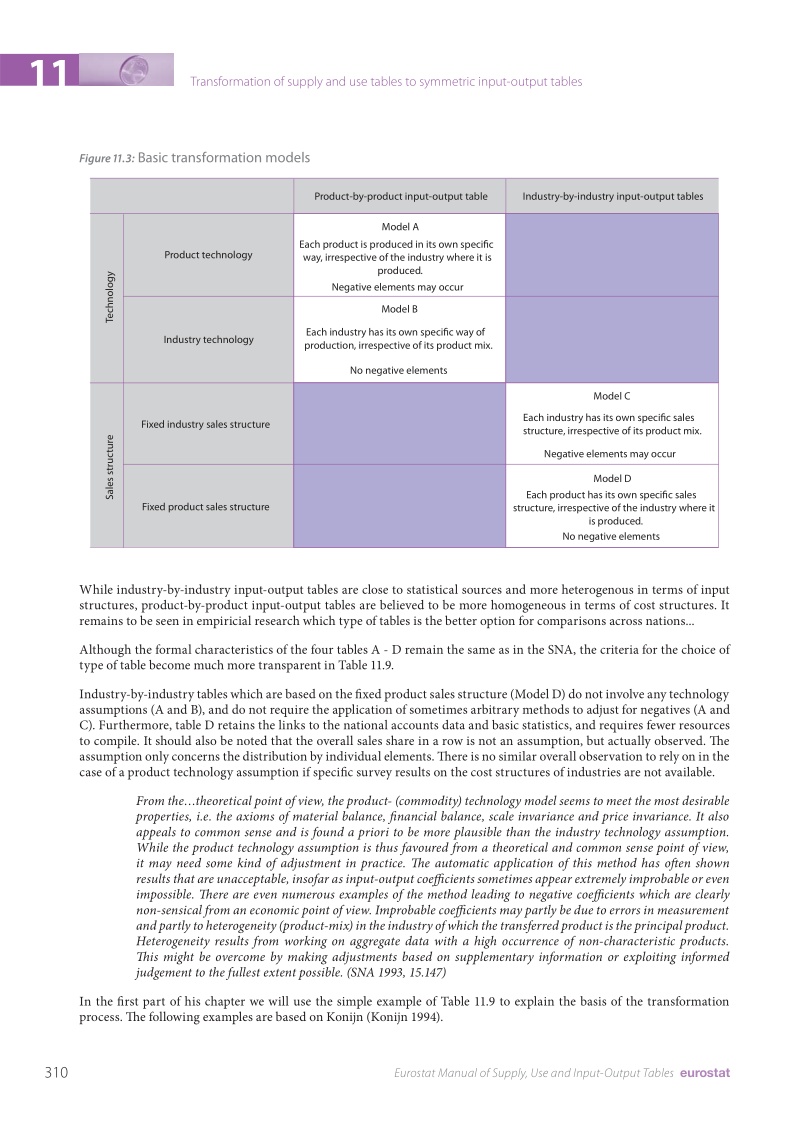 11
Transformation of supply and use tables to symmetric input-output tables
Figure 11.3: Basic transformation models
Product-by-product input-output table
Industry-by-industry input-output tables
Technology
Product technology
Model A
Each product is produced in its own specific
way, irrespective of the industry where it is
produced.
Negative elements may occur
Industry technology
Model B
Each industry has its own specific way of
production, irrespective of its product mix.
No negative elements
Sales structure
Fixed industry sales structure
Model C
Each industry has its own specific sales
structure, irrespective of its product mix.
Negative elements may occur
Fixed product sales structure
Model D
Each product has its own specific sales
structure, irrespective of the industry where it
is produced.
No negative elements
While industry-by-industry input-output tables are close to statistical sources and more heterogenous in terms of input
structures, product-by-product input-output tables are believed to be more homogeneous in terms of cost structures. It
remains to be seen in empiricial research which type of tables is the better option for comparisons across nations...
Although the formal characteristics of the four tables A - D remain the same as in the SNA, the criteria for the choice of
type of table become much more transparent in Table 11.9.
Industry-by-industry tables which are based on the fixed product sales structure (Model D) do not involve any technology
assumptions (A and B), and do not require the application of sometimes arbitrary methods to adjust for negatives (A and
C). Furthermore, table D retains the links to the national accounts data and basic statistics, and requires fewer resources
to compile. It should also be noted that the overall sales share in a row is not an assumption, but actually observed. The
assumption only concerns the distribution by individual elements. There is no similar overall observation to rely on in the
case of a product technology assumption if specific survey results on the cost structures of industries are not available.
From the…theoretical point of view, the product- (commodity) technology model seems to meet the most desirable
properties, i.e. the axioms of material balance, financial balance, scale invariance and price invariance. It also
appeals to common sense and is found a priori to be more plausible than the industry technology assumption.
While the product technology assumption is thus favoured from a theoretical and common sense point of view,
it may need some kind of adjustment in practice. The automatic application of this method has often shown
results that are unacceptable, insofar as input-output coefficients sometimes appear extremely improbable or even
impossible. There are even numerous examples of the method leading to negative coefficients which are clearly
non-sensical from an economic point of view. Improbable coefficients may partly be due to errors in measurement
and partly to heterogeneity (product-mix) in the industry of which the transferred product is the principal product.
Heterogeneity results from working on aggregate data with a high occurrence of non-characteristic products.
This might be overcome by making adjustments based on supplementary information or exploiting informed
judgement to the fullest extent possible. (SNA 1993, 15.147)
In the first part of his chapter we will use the simple example of Table 11.9 to explain the basis of the transformation
process. The following examples are based on Konijn (Konijn 1994).
310
Eurostat Manual of Supply, Use and Input-Output Tables eurostat